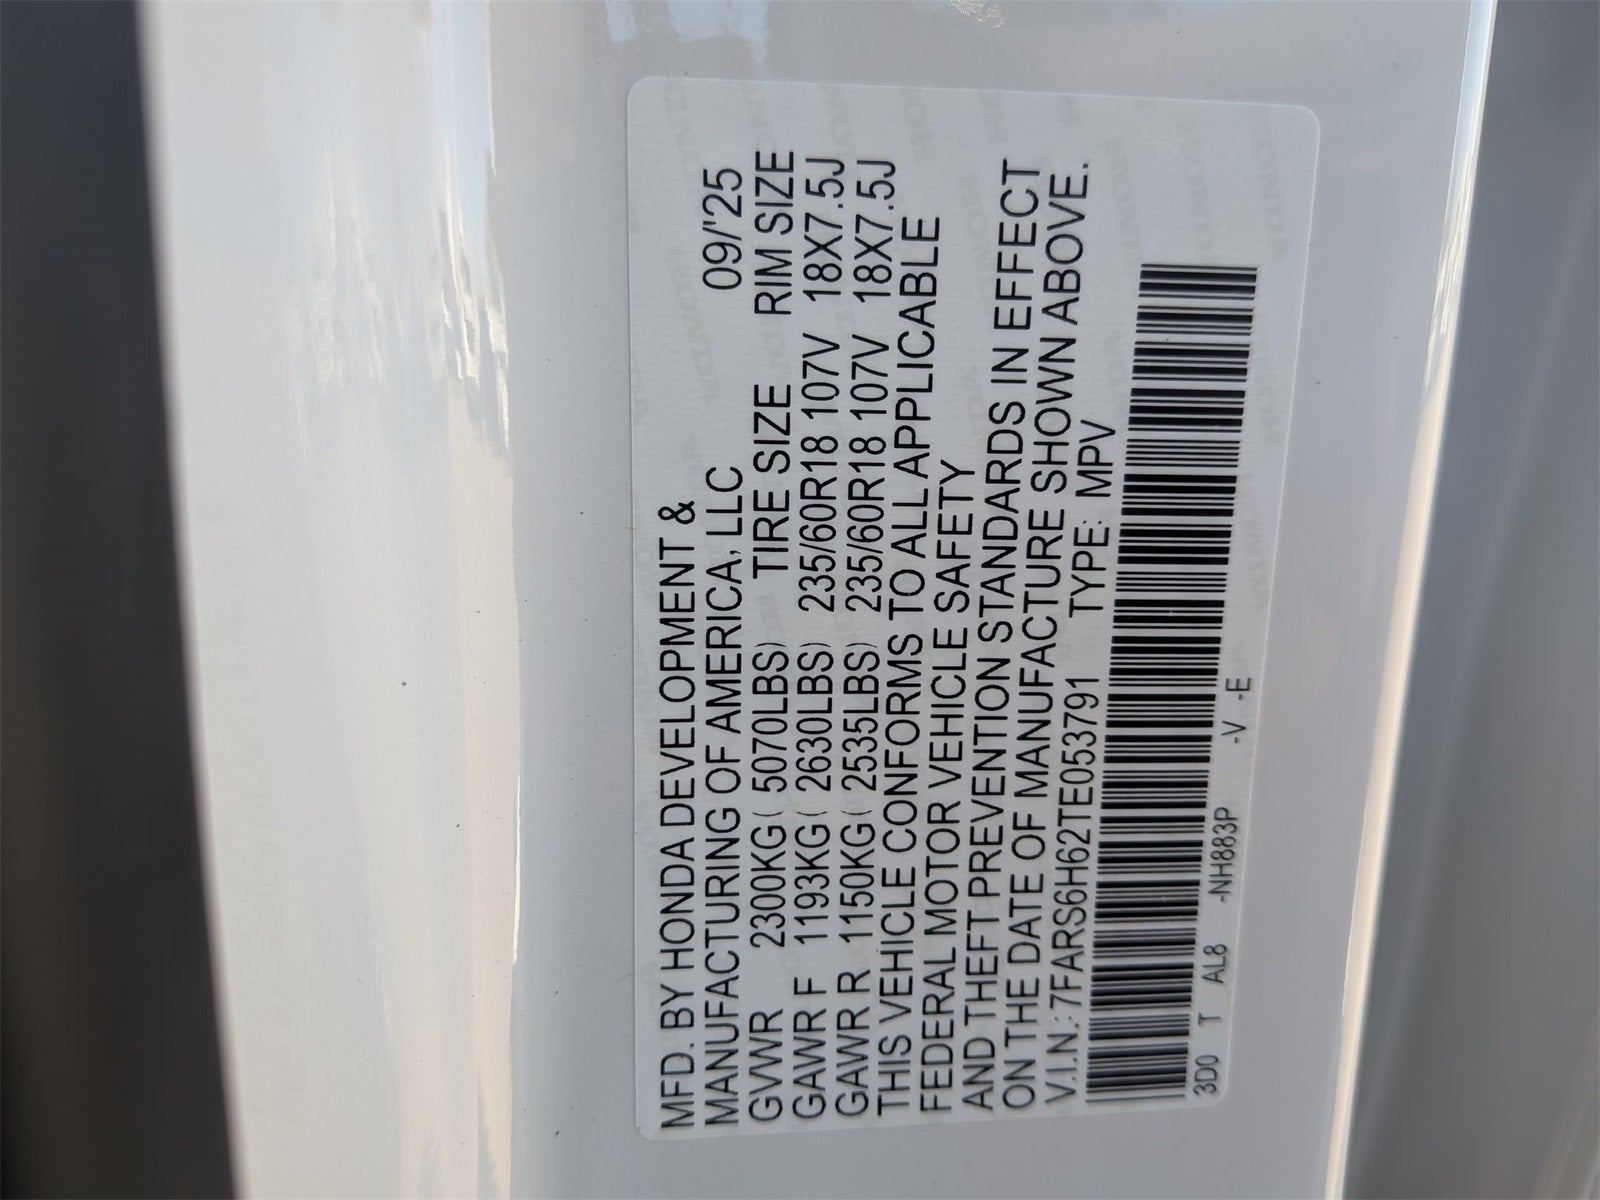 MFD. BY HONDA DEVELOPMENT &
MANUFACTURING OF AMERICA, LLC 09/'25
GVWR 2300KG ( 5070LBS) TIRE SIZE RIM SIZE
GAWR F 1193KG ( 2630LBS) 235/60R18 107V 18X7.5J
GAWR R 1150KG ( 2535LBS) 235/60R18 107V 18X7.5J
THIS VEHICLE CONFORMS TO ALL APPLICABLE
FEDERAL MOTOR VEHICLE SAFETY
AND THEFT PREVENTION STANDARDS IN EFFECT
ON THE DATE OF MANUFACTURE SHOWN ABOVE.
V.I.N.: 7FARS6H62TE053791 TYPE: MPV
3D0 T AL8 -NH883P -V -E